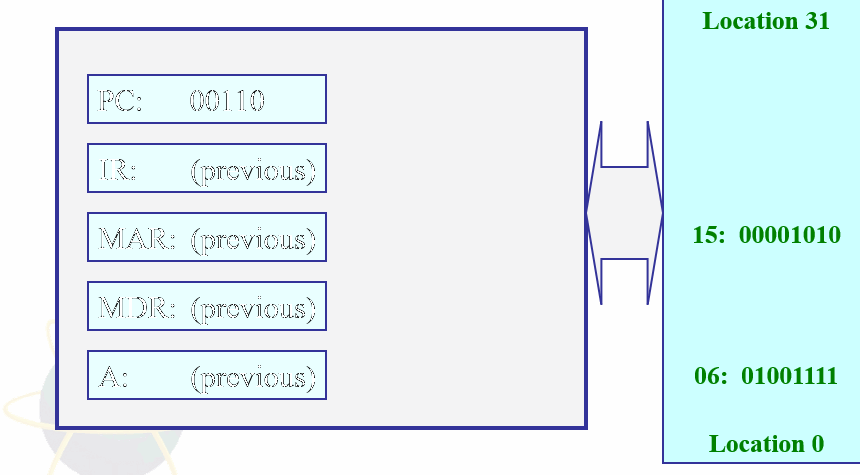 PC: 00110
IR: (previous)
MAR: (previous)
MDR: (previous)
A: (previous)
Location 31
15: 00001010
06: 01001111
Location 0